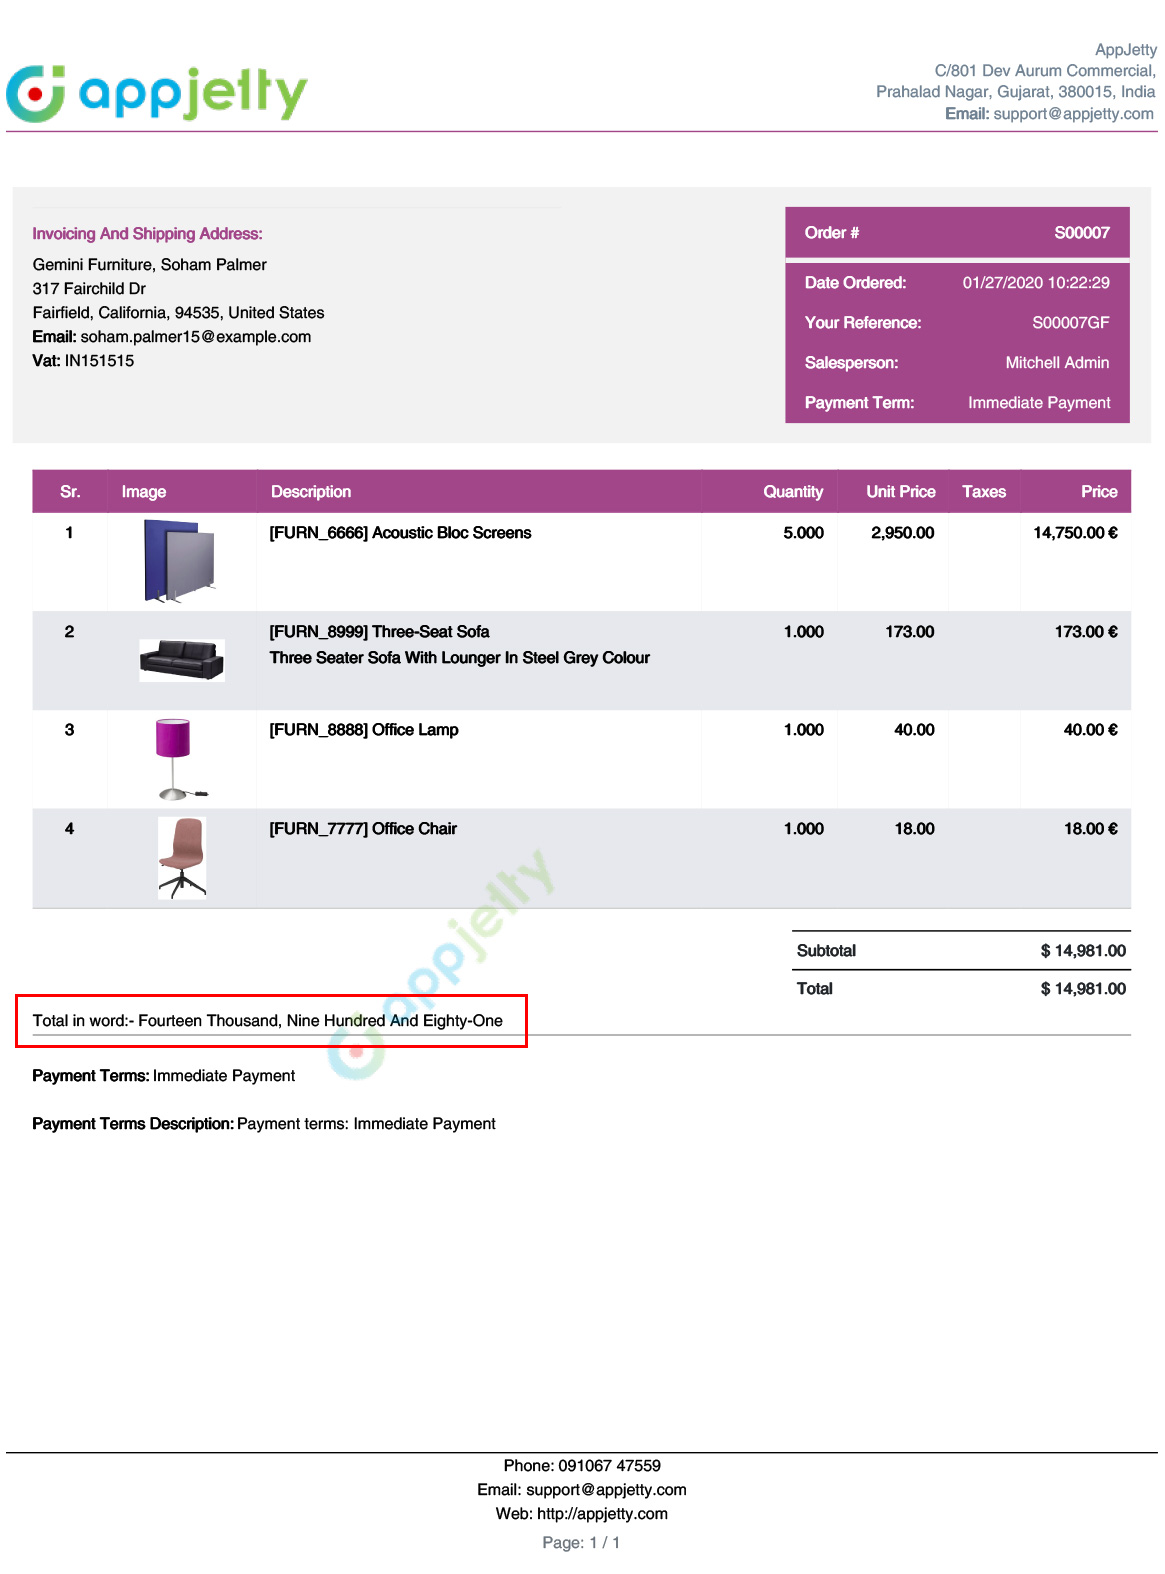 appjetty
AppJetty
C/801 Dev Aurum Commercial,
Prahalad Nagar, Gujarat, 380015, India
Email: support@appjetty.com
Invoicing And Shipping Address:
Gemini Furniture, Soham Palmer
317 Fairchild Dr
Fairfield, California, 94535, United States
Email: soham.palmer15@example.com
Vat: IN151515
Order # S00007
Date Ordered: 01/27/2020 10:22:29
Your Reference: S00007GF
Salesperson: Mitchell Admin
Payment Term: Immediate Payment
Sr. Image Description Quantity Unit Price Taxes Price
1 [FURN_6666] Acoustic Bloc Screens 5.000 2,950.00 14,750.00 €
2 [FURN_8999] Three-Seat Sofa 1.000 173.00 173.00 €
Three Seater Sofa With Lounger In Steel Grey Colour
3 [FURN_8888] Office Lamp 1.000 40.00 40.00 €
4 [FURN_7777] Office Chair 1.000 18.00 18.00 €
appjetty
Subtotal $ 14,981.00
Total $ 14,981.00
Total in word:- Fourteen Thousand, Nine Hundred And Eighty-One
Payment Terms: Immediate Payment
Payment Terms Description: Payment terms: Immediate Payment
Phone: 091067 47559
Email: support@appjetty.com
Web: http://appjetty.com
Page: 1 / 1